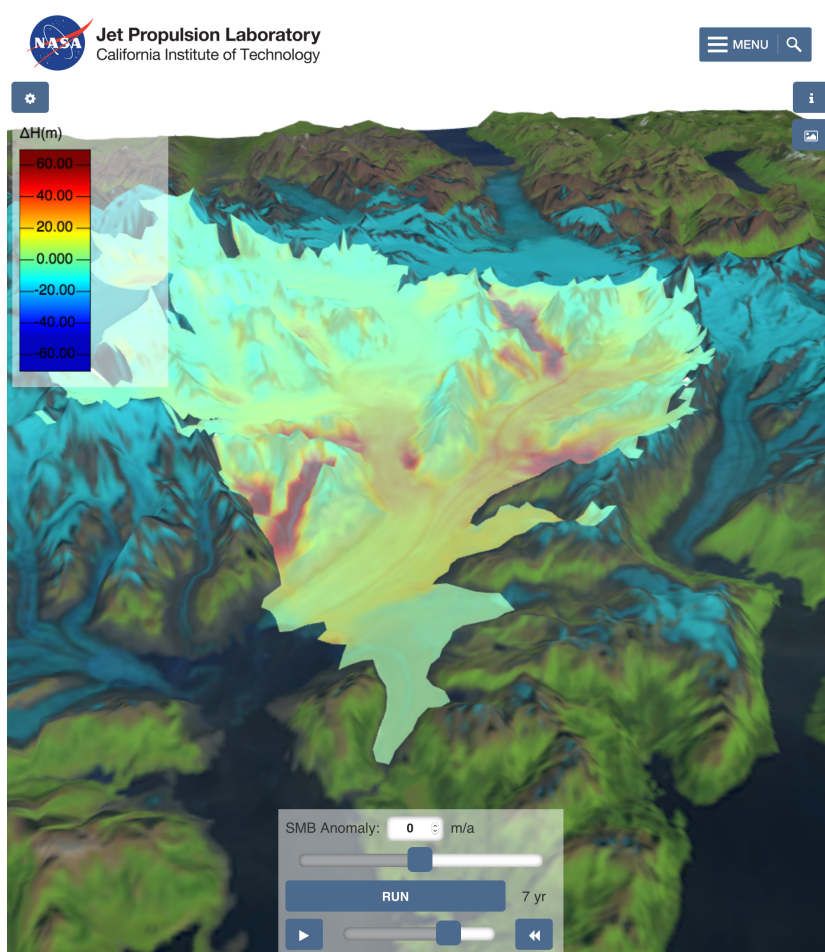 NASA
Jet Propulsion Laboratory
California Institute of Technology
MENU
i
ΔH(m)
60.00
40.00
20.00
0.000
-20.00
-40.00
-60.00
SMB Anomaly: 0 m/a
RUN 7 yr